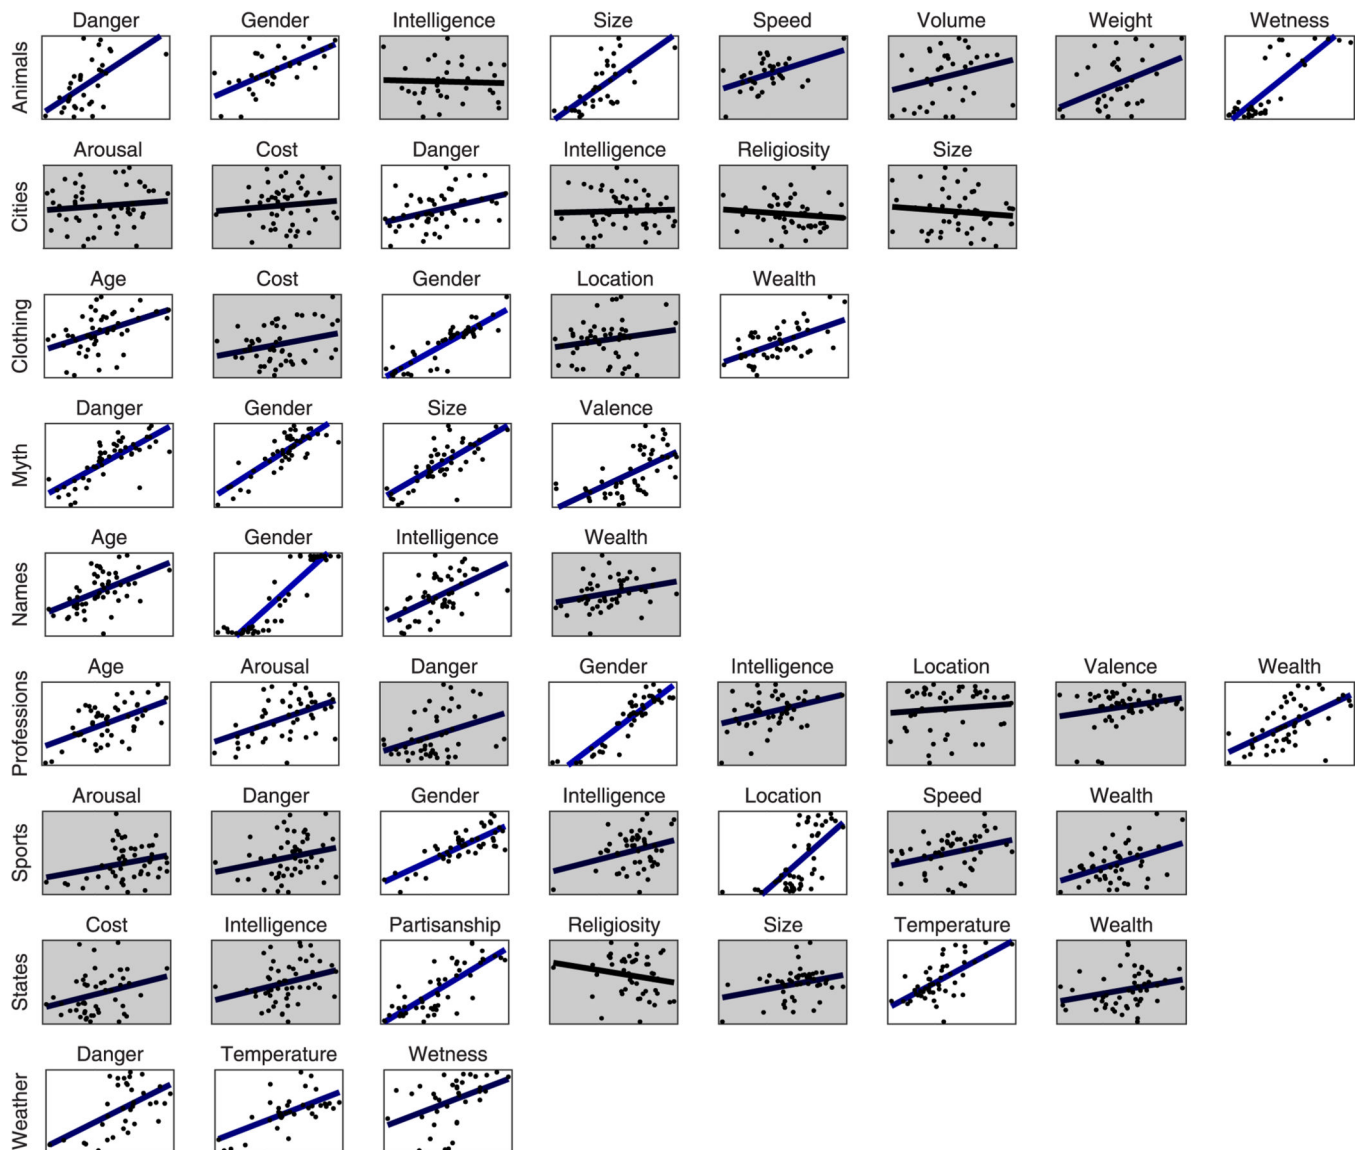 Danger Gender Intelligence Size Speed Volume Weight Wetness
Animals
Arousal Cost Danger Intelligence Religiosity Size
Cities
Age Cost Gender Location Wealth
Clothing
Danger Gender Size Valence
Myth
Age Gender Intelligence Wealth
Names
Age Arousal Danger Gender Intelligence Location Valence Wealth
Professions
Arousal Danger Gender Intelligence Location Speed Wealth
Sports
Cost Intelligence Partisanship Religiosity Size Temperature Wealth
States
Danger Temperature Wetness
Weather